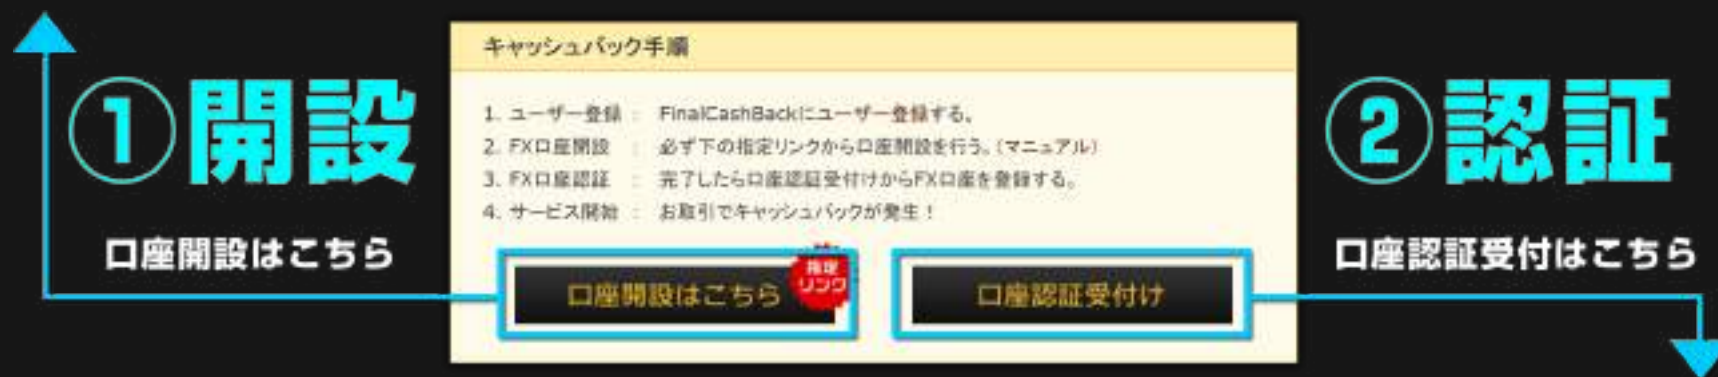 ①開設
口座開設はこちら
キャッシュバック手順
1. ユーザー登録 : FinalCashBackにユーザー登録する。
2. FX口座開設 : 必ず下の指定リンクから口座開設を行う。(マニュアル)
3. FX口座認証 : 完了したら口座認証受付けからFX口座を登録する。
4. サービス開始 : お取引でキャッシュバックが発生！
口座開設はこちら
指定
リンク
口座認証受付け
②認証
口座認証受付はこちら